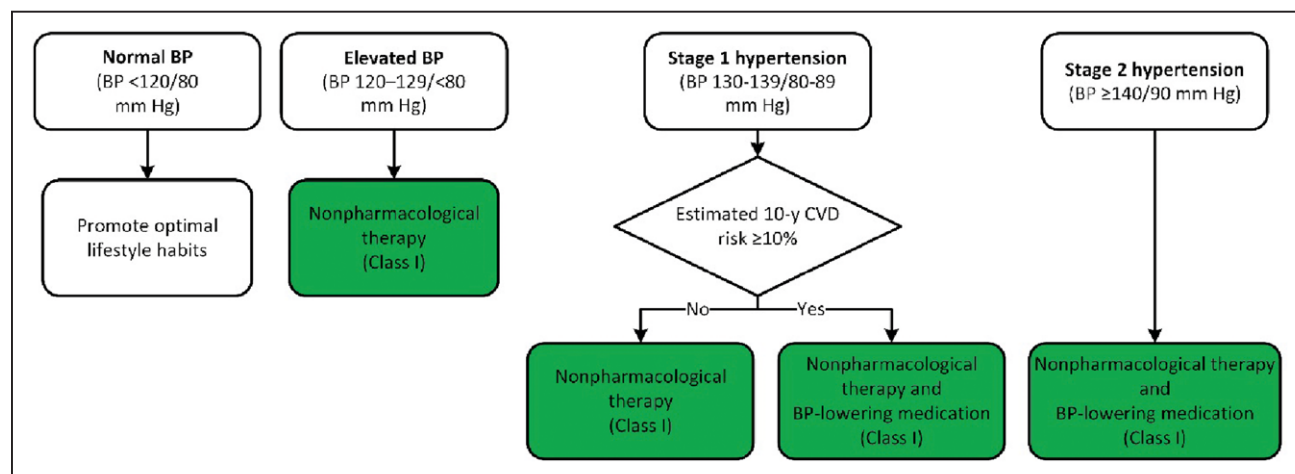 Normal BP
(BP <120/80
mm Hg)
Elevated BP
(BP 120–129/<80
mm Hg)
Stage 1 hypertension
(BP 130-139/80-89
mm Hg)
Stage 2 hypertension
(BP ≥140/90 mm Hg)
Promote optimal
lifestyle habits
Nonpharmacological
therapy
(Class I)
Estimated 10-y CVD
risk ≥10%
No
Yes
Nonpharmacological
therapy
(Class I)
Nonpharmacological
therapy and
BP-lowering medication
(Class I)
Nonpharmacological therapy
and
BP-lowering medication
(Class I)